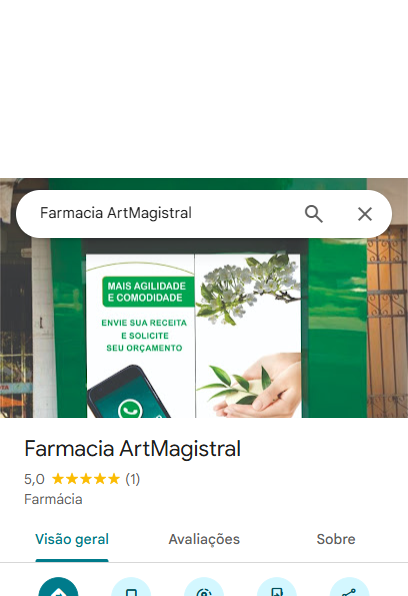 Farmacia ArtMagistral
MAIS AGILIDADE
E COMODIDADE
ENVIE SUA RECEITA
E SOLICITE
SEU ORÇAMENTO
Farmacia ArtMagistral
5,0 ★★★★★ (1)
Farmácia
Visão geral
Avaliações
Sobre